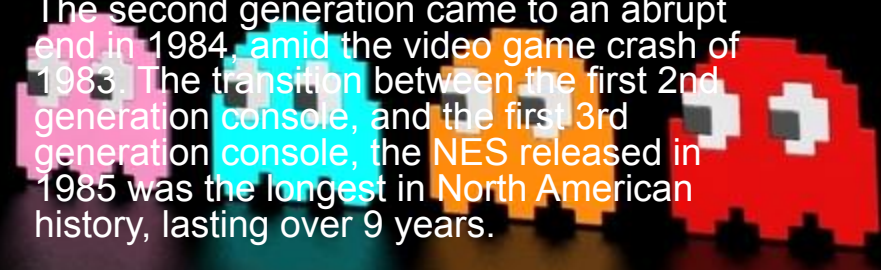 The second generation came to an abrupt
end in 1984, amid the video game crash of
1983. The transition between the first 2nd
generation console, and the first 3rd
generation console, the NES released in
1985 was the longest in North American
history, lasting over 9 years.